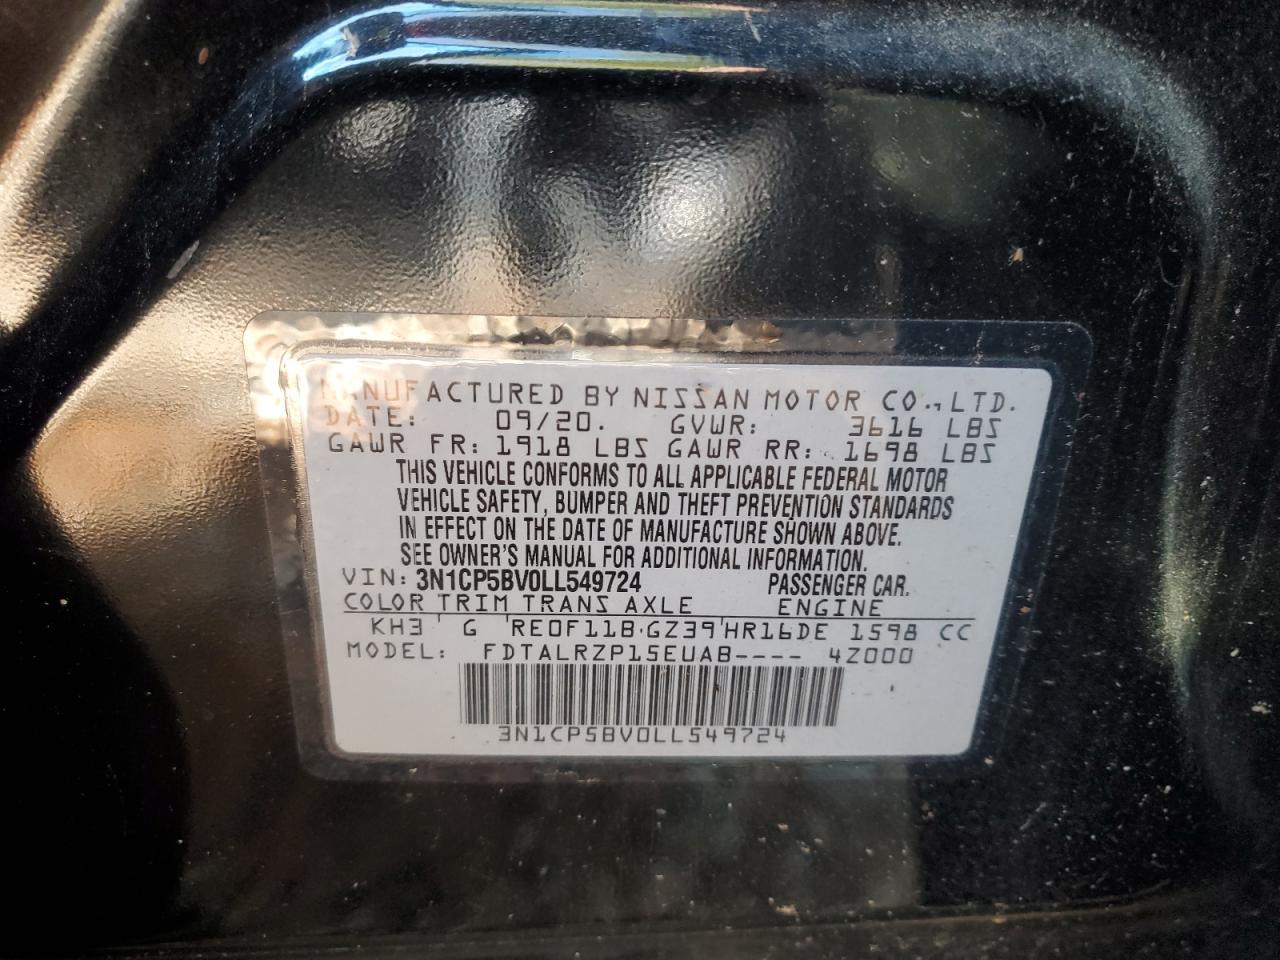 MANUFACTURED BY NISSAN MOTOR CO., LTD.
DATE: 09/20. GVWR: 3616 LBS
GAWR FR: 1918 LBS GAWR RR: 1698 LBS
THIS VEHICLE CONFORMS TO ALL APPLICABLE FEDERAL MOTOR
VEHICLE SAFETY, BUMPER AND THEFT PREVENTION STANDARDS
IN EFFECT ON THE DATE OF MANUFACTURE SHOWN ABOVE.
SEE OWNER'S MANUAL FOR ADDITIONAL INFORMATION.
VIN: 3N1CP5BV0LL549724 PASSENGER CAR.
COLOR TRIM TRANS AXLE ENGINE
KH3 G RE0F11B GZ39 HR16DE 1598 CC
MODEL: FDTALRZP15EUAB---- 4Z000
3N1CP5BV0LL549724